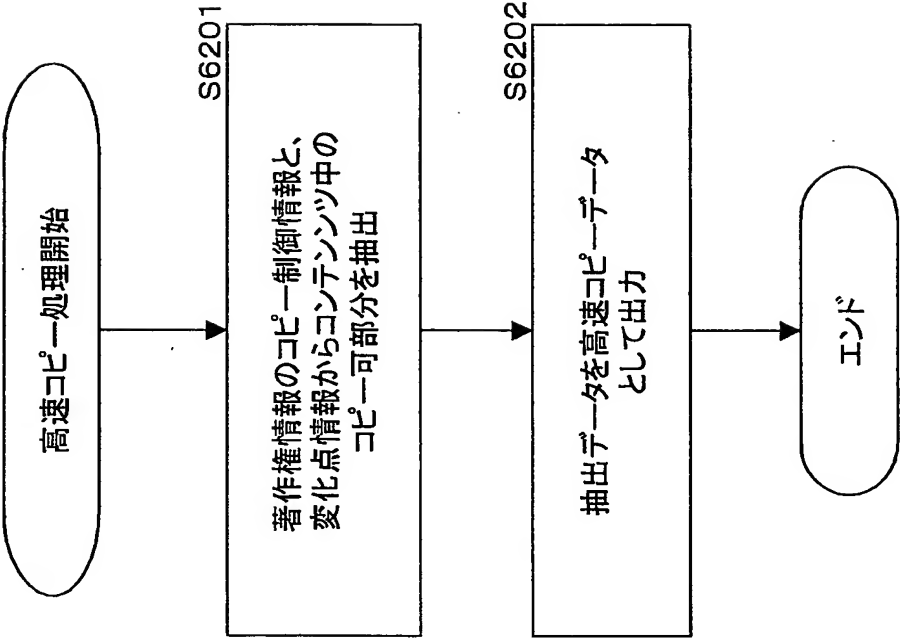 高速コピー処理開始
S6201
著作権情報のコピー制御情報と、
変化点情報からコンテンンツ中の
コピー可部分を抽出
S6202
抽出データを高速コピーデータ
として出力
エンド